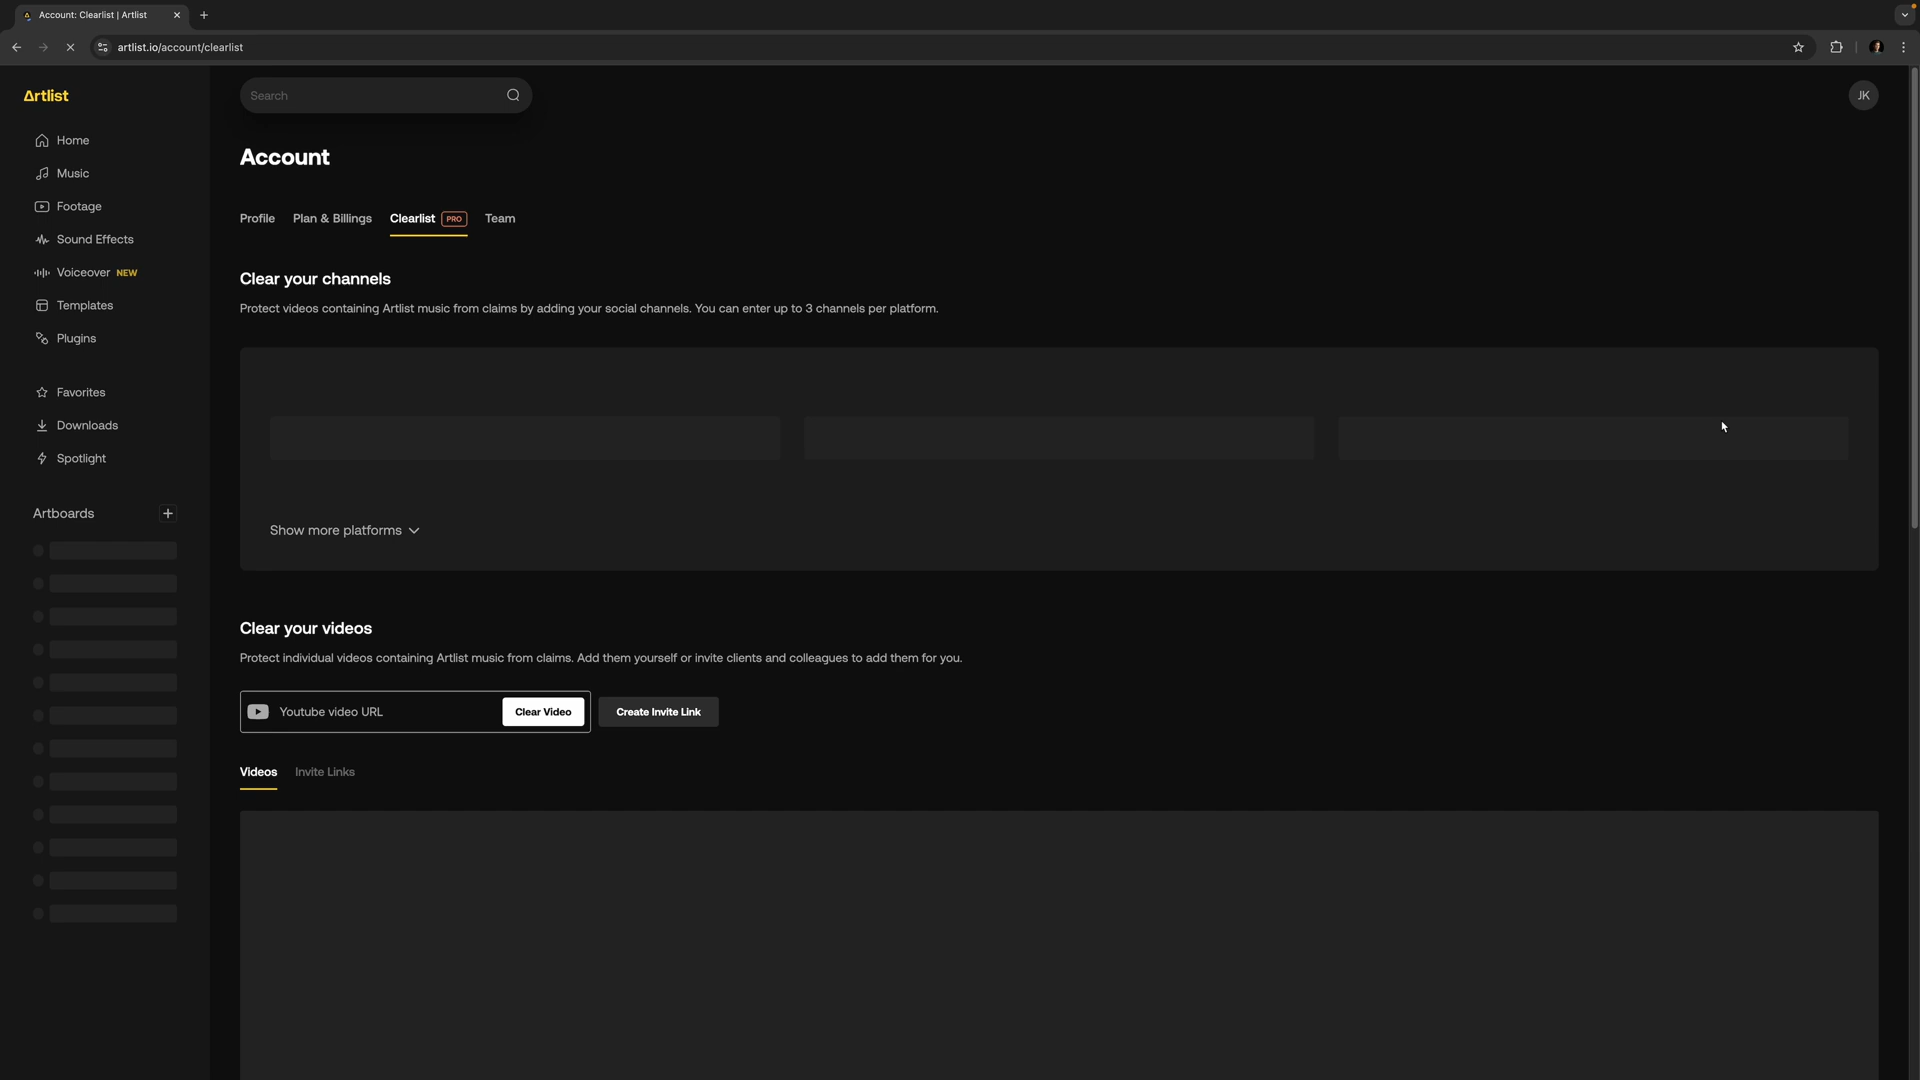 Account: Clearlist | Artlist
artlist.io/account/clearlist
Artlist
Search
JK
Home
Music
Footage
Sound Effects
Voiceover NEW
Templates
Plugins
Favorites
Downloads
Spotlight
Artboards
Account
Profile Plan & Billings Clearlist PRO Team
Clear your channels
Protect videos containing Artlist music from claims by adding your social channels. You can enter up to 3 channels per platform.
Show more platforms
Clear your videos
Protect individual videos containing Artlist music from claims. Add them yourself or invite clients and colleagues to add them for you.
Youtube video URL Clear Video Create Invite Link
Videos Invite Links